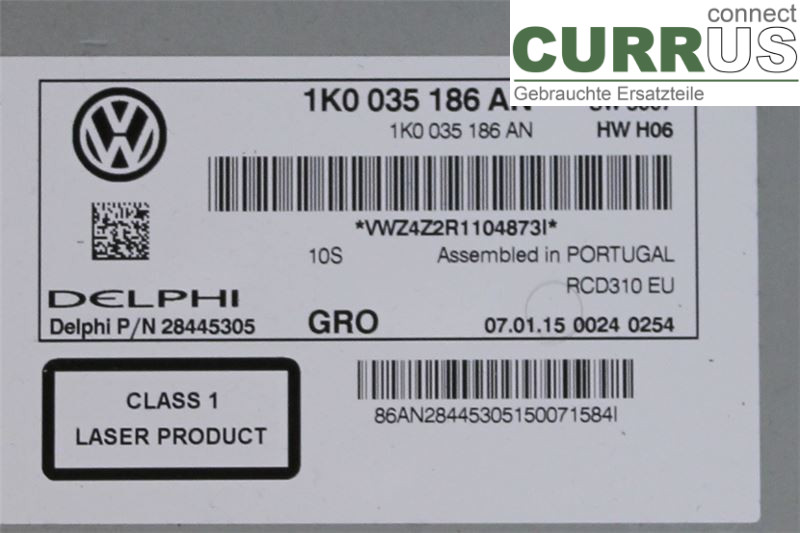 connect
CURRUS
Gebrauchte Ersatzteile
1K0 035 186 AN
1K0 035 186 AN HW H06
*VWZ4Z2R1104873I*
10S Assembled in PORTUGAL
RCD310 EU
DELPHI
Delphi P/N 28445305 GRO 07.01.15 0024 0254
CLASS 1
LASER PRODUCT
86AN28445305150071584I